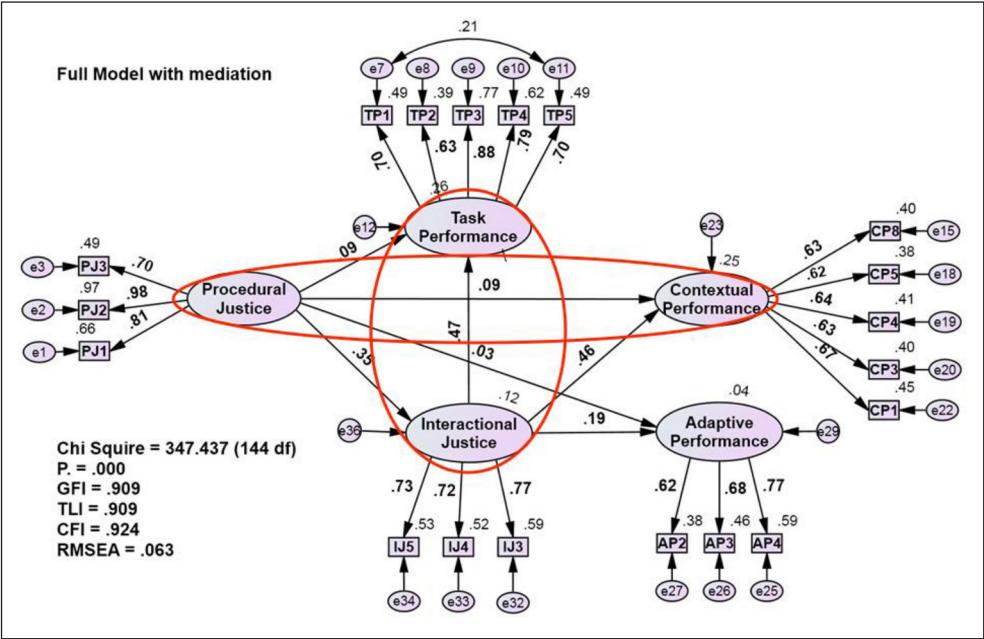 .21
e7 e8 e9 e10 e11
Full Model with mediation
.49 .39 .77 .62 .49
TP1 TP2 TP3 TP4 TP5
.70 .63 .88 .79 .70
.26
e12
Task
Performance
e23
.40
CP8 e15
.38
CP5 e18
.41
CP4 e19
.40
CP3 e20
.45
CP1 e22
.63
.62
.64
.63
.67
.25
Contextual
Performance
.49
e3 PJ3 .70
.97
e2 PJ2 .98
.66
e1 PJ1 .81
Procedural
Justice
09
.09
.47
.03
.35
.46
.12
e36
Interactional
Justice
.19
.04
Adaptive
Performance
e29
Chi Squire = 347.437 (144 df)
P. = .000
GFI = .909
TLI = .909
CFI = .924
RMSEA = .063
.73 .72 .77
.53 .52 .59
IJ5 IJ4 IJ3
e34 e33 e32
.62 .68 .77
.38 .46 .59
AP2 AP3 AP4
e27 e26 e25